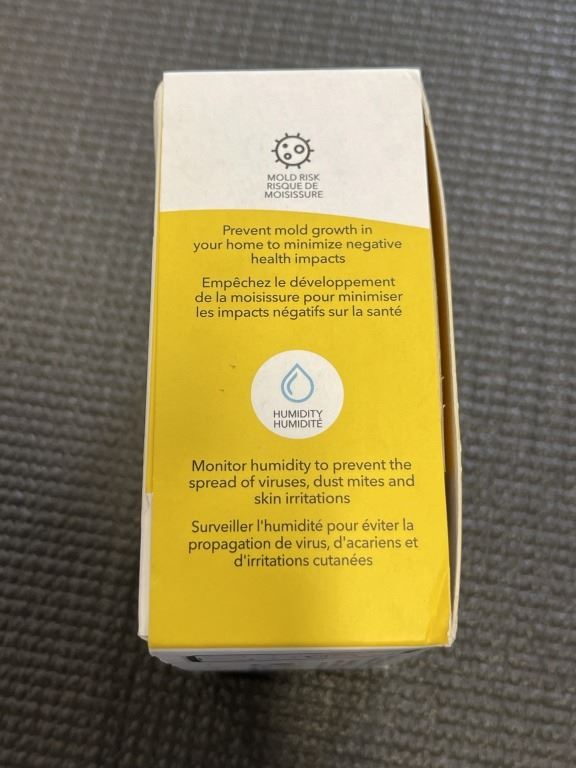 MOLD RISK
RISQUE DE
MOISISSURE
Prevent mold growth in
your home to minimize negative
health impacts
Empêchez le développement
de la moisissure pour minimiser
les impacts négatifs sur la santé
HUMIDITY
HUMIDITÉ
Monitor humidity to prevent the
spread of viruses, dust mites and
skin irritations
Surveiller l'humidité pour éviter la
propagation de virus, d'acariens et
d'irritations cutanées